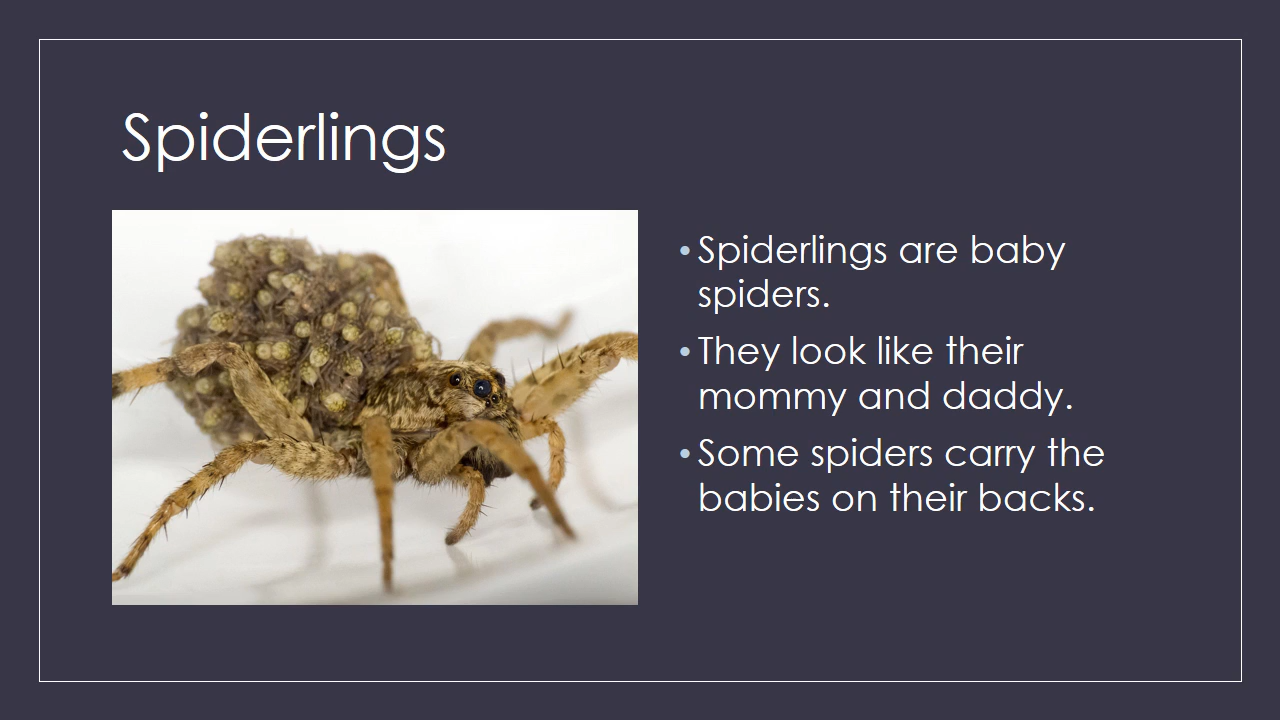 Spiderlings
• Spiderlings are baby
spiders.
• They look like their
mommy and daddy.
• Some spiders carry the
babies on their backs.